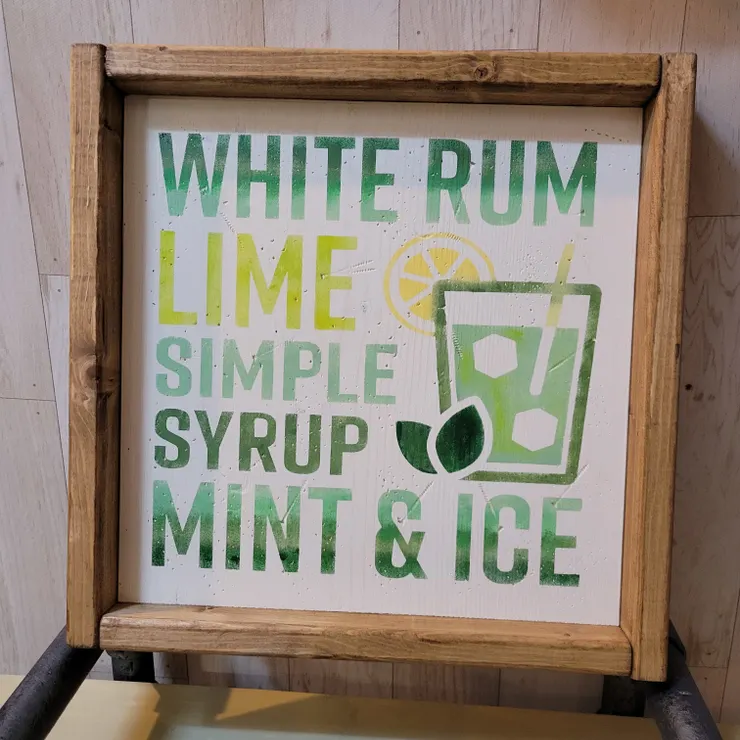 WHITE RUM
LIME
SIMPLE
SYRUP
MINT & ICE